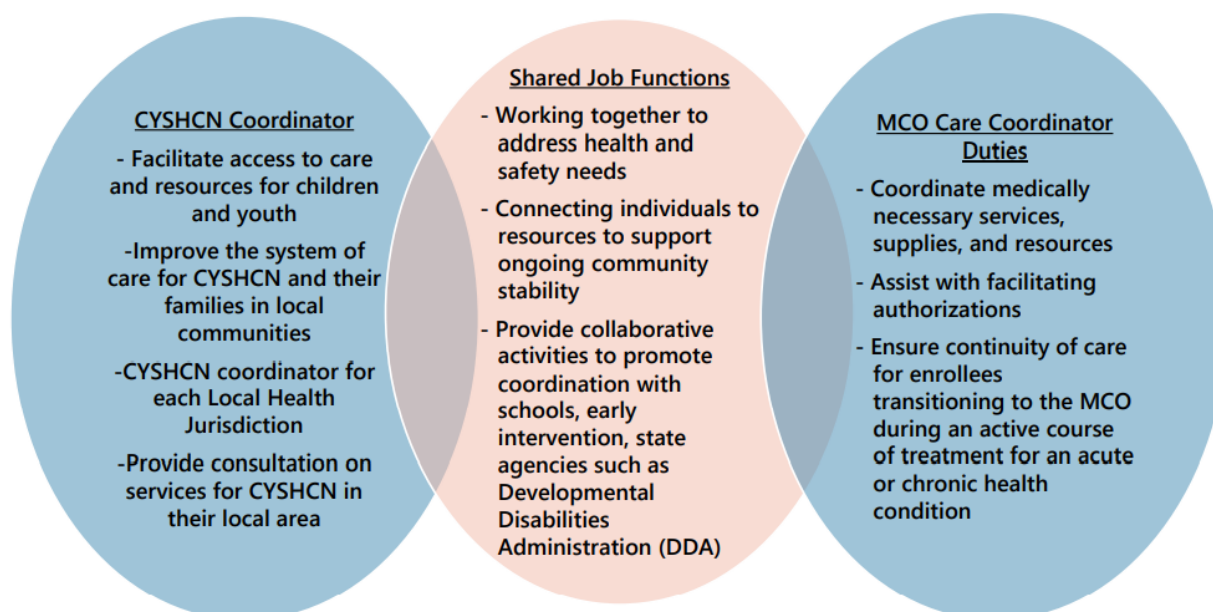 CYSHCN Coordinator
- Facilitate access to care
and resources for children
and youth
-Improve the system of
care for CYSHCN and their
families in local
communities
-CYSHCN coordinator for
each Local Health
Jurisdiction
-Provide consultation on
services for CYSHCN in
their local area
Shared Job Functions
- Working together to
address health and
safety needs
- Connecting individuals to
resources to support
ongoing community
stability
- Provide collaborative
activities to promote
coordination with
schools, early
intervention, state
agencies such as
Developmental
Disabilities
Administration (DDA)
MCO Care Coordinator
Duties
- Coordinate medically
necessary services,
supplies, and resources
- Assist with facilitating
authorizations
- Ensure continuity of care
for enrollees
transitioning to the MCO
during an active course
of treatment for an acute
or chronic health
condition